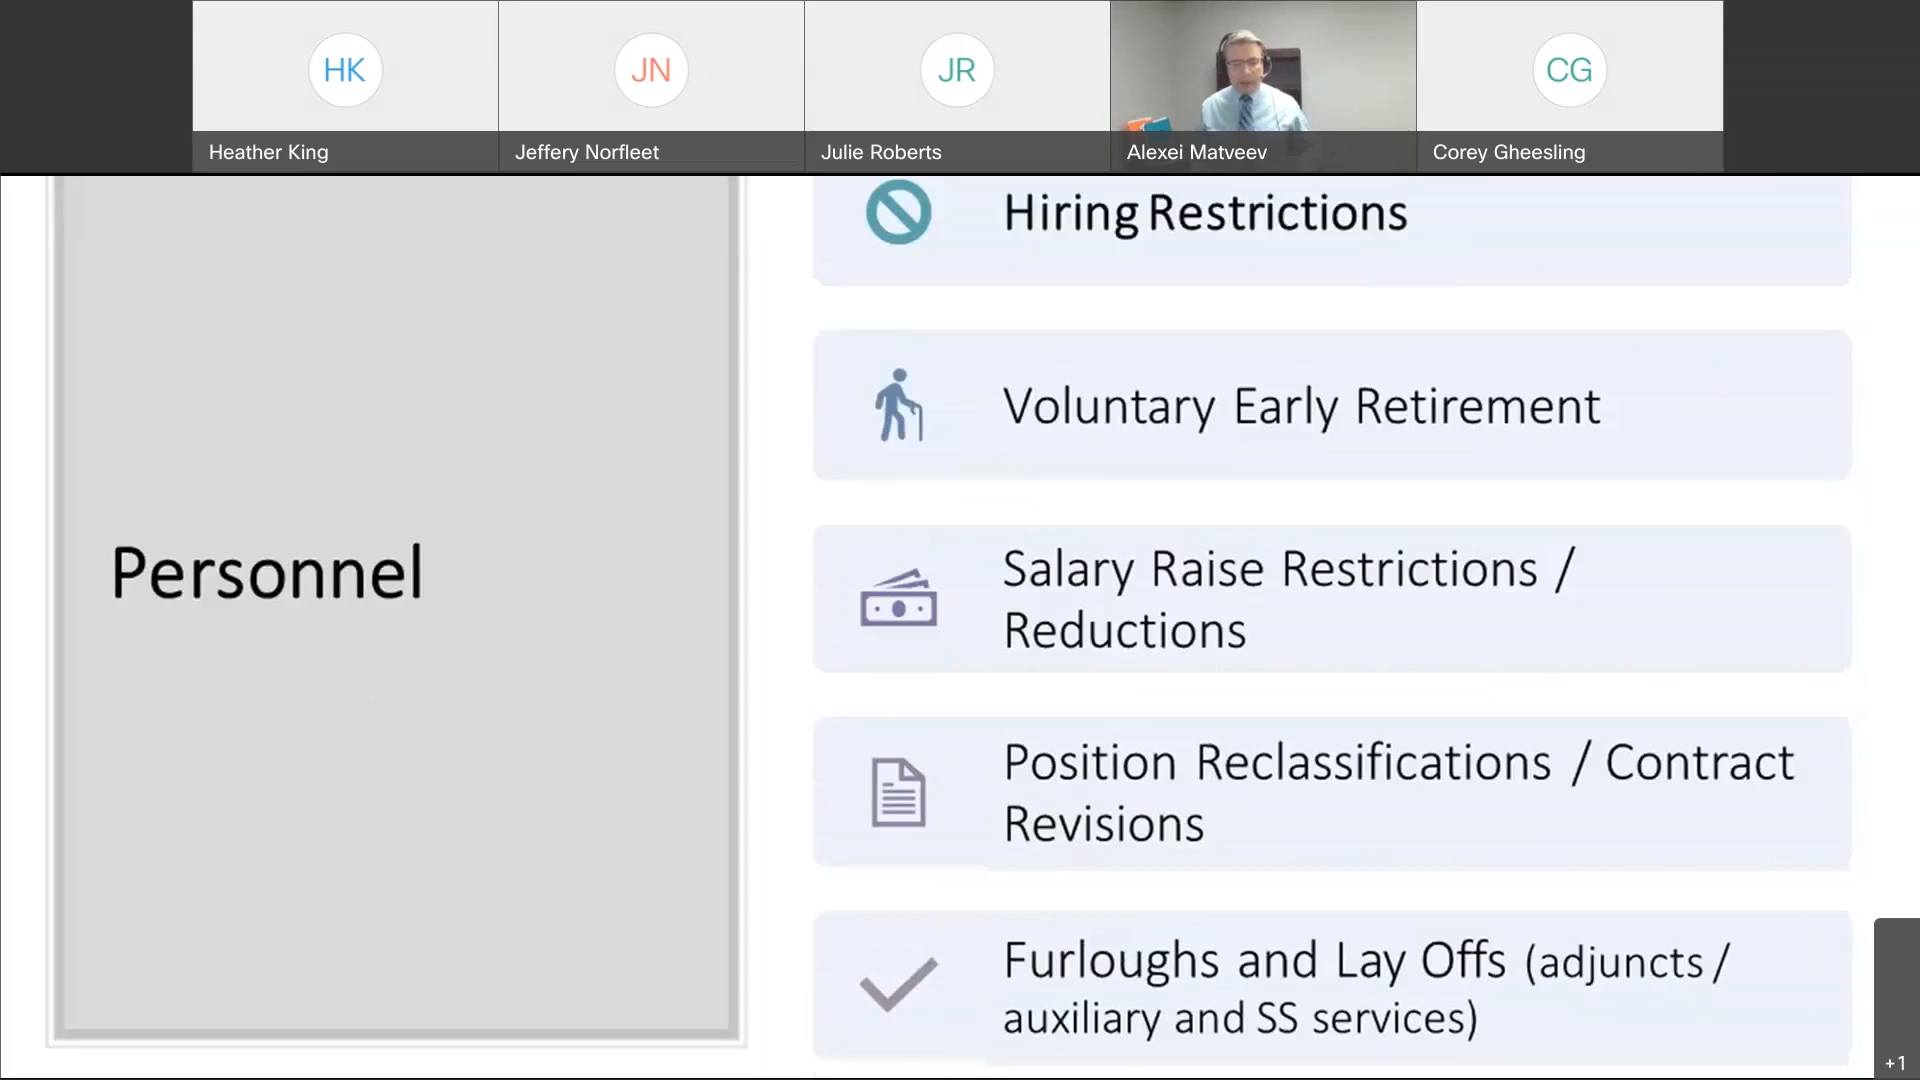 HK
JN
JR
CG
Heather King
Jeffery Norfleet
Julie Roberts
Alexei Matveev
Corey Gheesling
Personnel
Hiring Restrictions
Voluntary Early Retirement
Salary Raise Restrictions /
Reductions
Position Reclassifications / Contract
Revisions
Furloughs and Lay Offs (adjuncts /
auxiliary and SS services)
+1